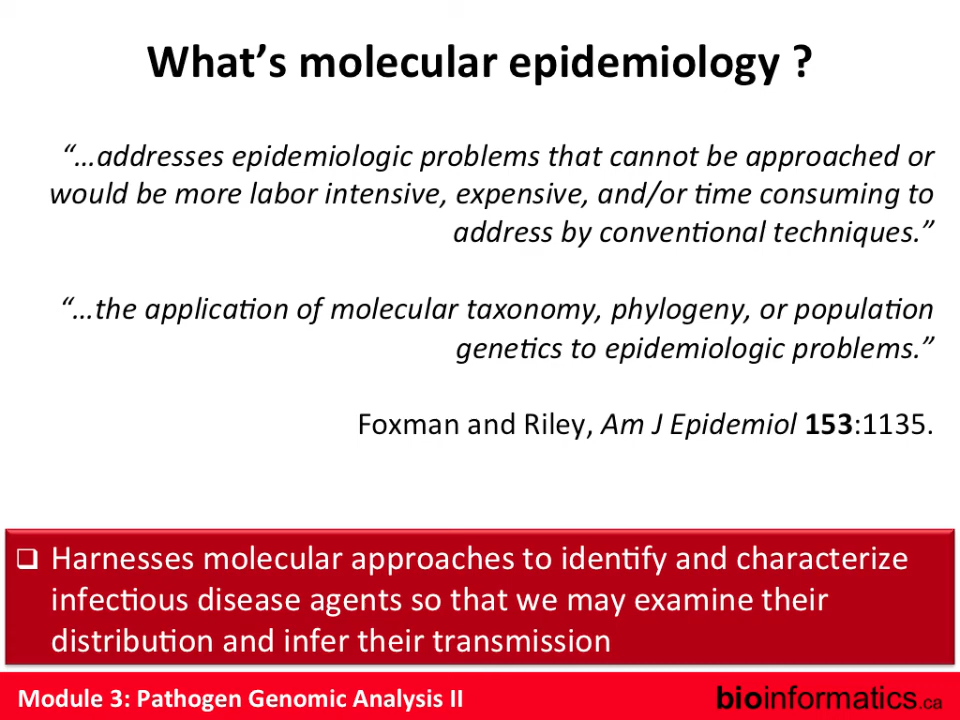 What’s molecular epidemiology ?
“…addresses epidemiologic problems that cannot be approached or
would be more labor intensive, expensive, and/or time consuming to
address by conventional techniques.”
“…the application of molecular taxonomy, phylogeny, or population
genetics to epidemiologic problems.”
Foxman and Riley, Am J Epidemiol 153:1135.
❑ Harnesses molecular approaches to identify and characterize
infectious disease agents so that we may examine their
distribution and infer their transmission
Module 3: Pathogen Genomic Analysis II
bioinformatics.ca